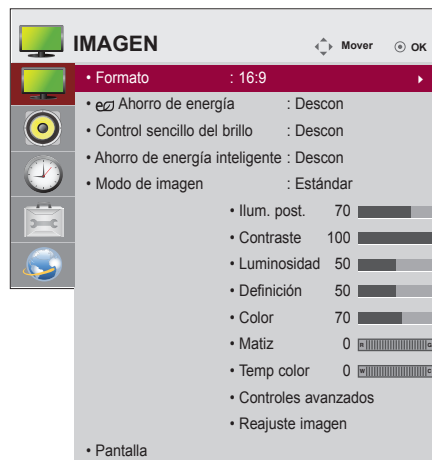 IMAGEN Mover OK
• Formato : 16:9
• Ahorro de energía : Descon
• Control sencillo del brillo : Descon
• Ahorro de energía inteligente : Descon
• Modo de imagen : Estándar
• Ilum. post. 70
• Contraste 100
• Luminosidad 50
• Definición 50
• Color 70
• Matiz 0 R G
• Temp color 0 W C
• Controles avanzados
• Reajuste imagen
• Pantalla